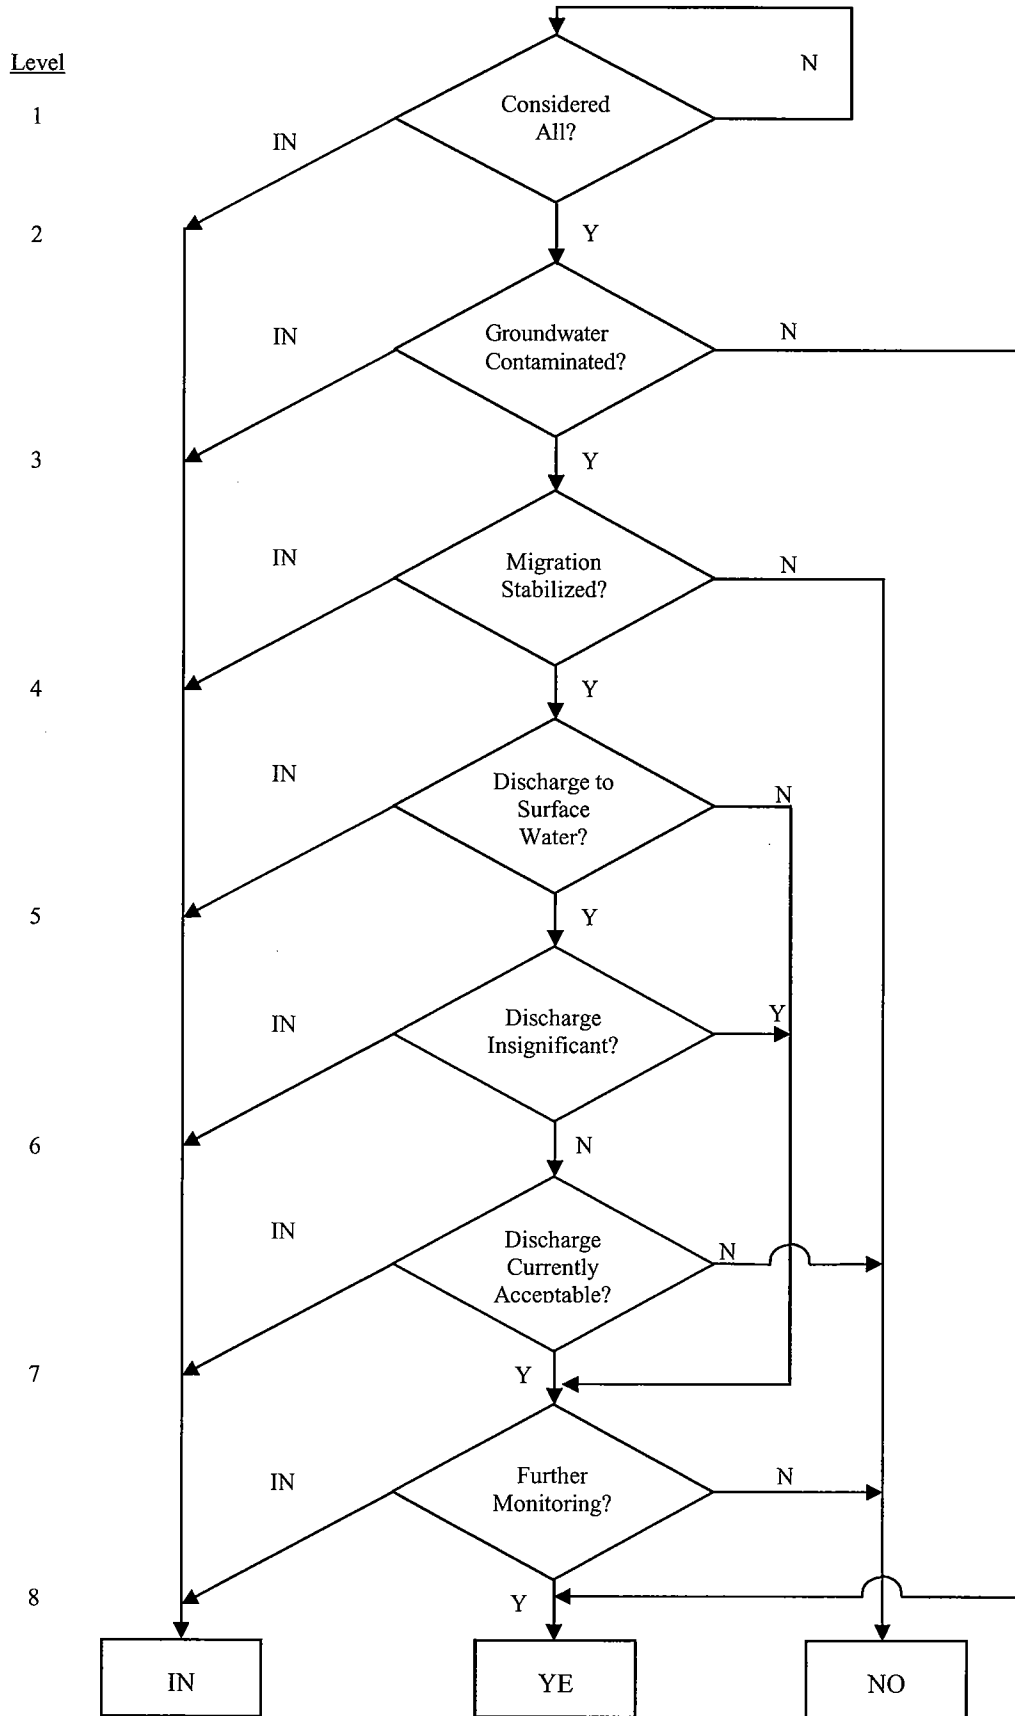 Level
N
1
Considered
All?
IN
2
Y
IN
Groundwater
Contaminated?
N
3
Y
IN
Migration
Stabilized?
N
4
Y
IN
Discharge to
Surface
Water?
N
5
Y
IN
Discharge
Insignificant?
Y
6
N
IN
Discharge
Currently
Acceptable?
N
7
Y
IN
Further
Monitoring?
N
8
Y
IN
YE
NO